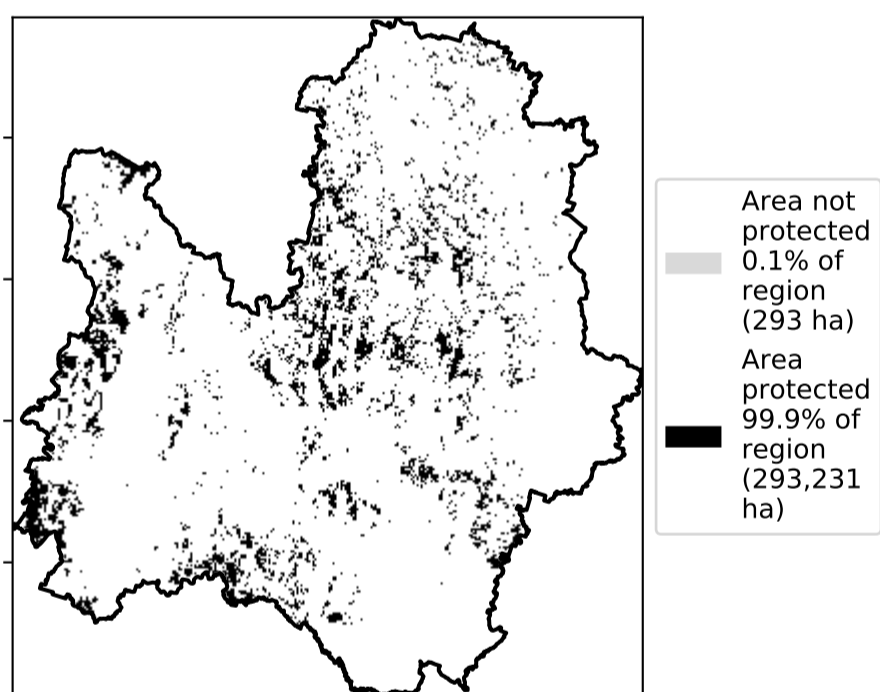 Area not
protected
0.1% of
region
(293 ha)
Area
protected
99.9% of
region
(293,231
ha)